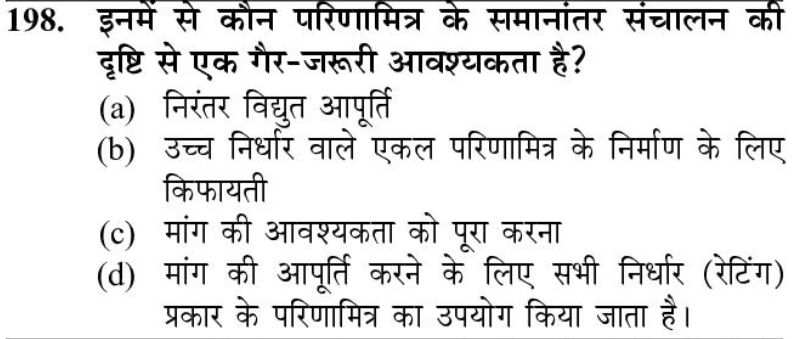 198. इनमें से कौन परिणामित्र के समानांतर संचालन की
दृष्टि से एक गैर-जरूरी आवश्यकता है?
(a) निरंतर विद्युत आपूर्ति
(b) उच्च निर्धार वाले एकल परिणामित्र के निर्माण के लिए
किफायती
(c) मांग की आवश्यकता को पूरा करना
(d) मांग की आपूर्ति करने के लिए सभी निर्धार (रेटिंग)
प्रकार के परिणामित्र का उपयोग किया जाता है।